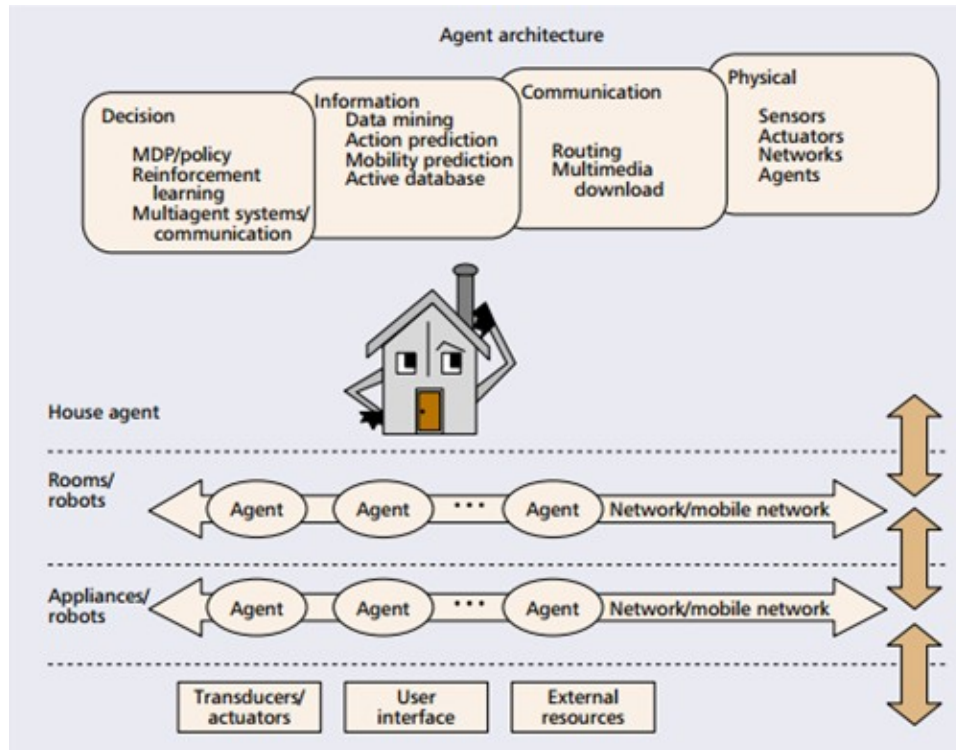 Agent architecture
Decision
MDP/policy
Reinforcement
learning
Multiagent systems/
communication
Information
Data mining
Action prediction
Mobility prediction
Active database
Communication
Routing
Multimedia
download
Physical
Sensors
Actuators
Networks
Agents
House agent
Rooms/
robots
Agent Agent ••• Agent Network/mobile network
Appliances/
robots
Agent Agent ••• Agent Network/mobile network
Transducers/
actuators
User
interface
External
resources